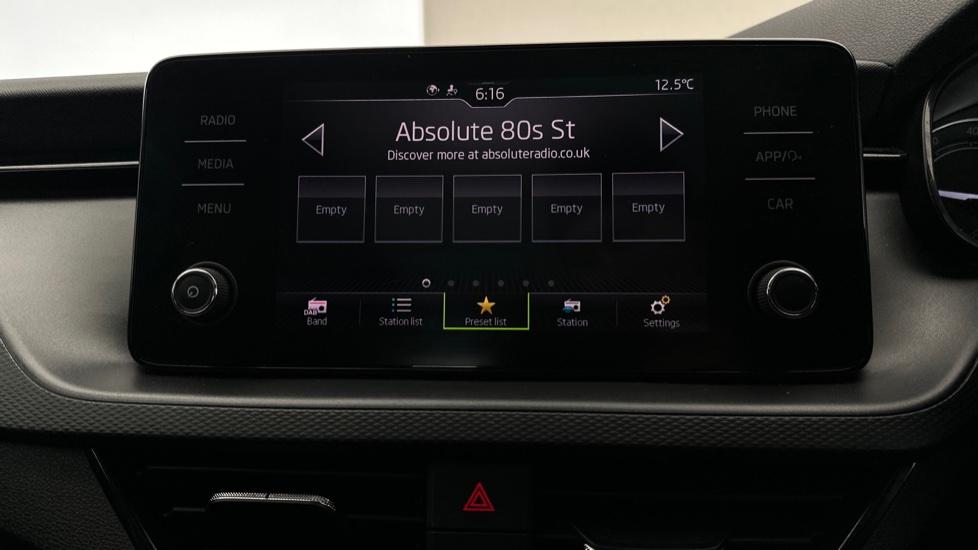 6:16
12.5°C
RADIO
MEDIA
MENU
Absolute 80s St
Discover more at absoluteradio.co.uk
Empty Empty Empty Empty Empty
DAB
Band Station list Preset list Station Settings
PHONE
APP/
CAR